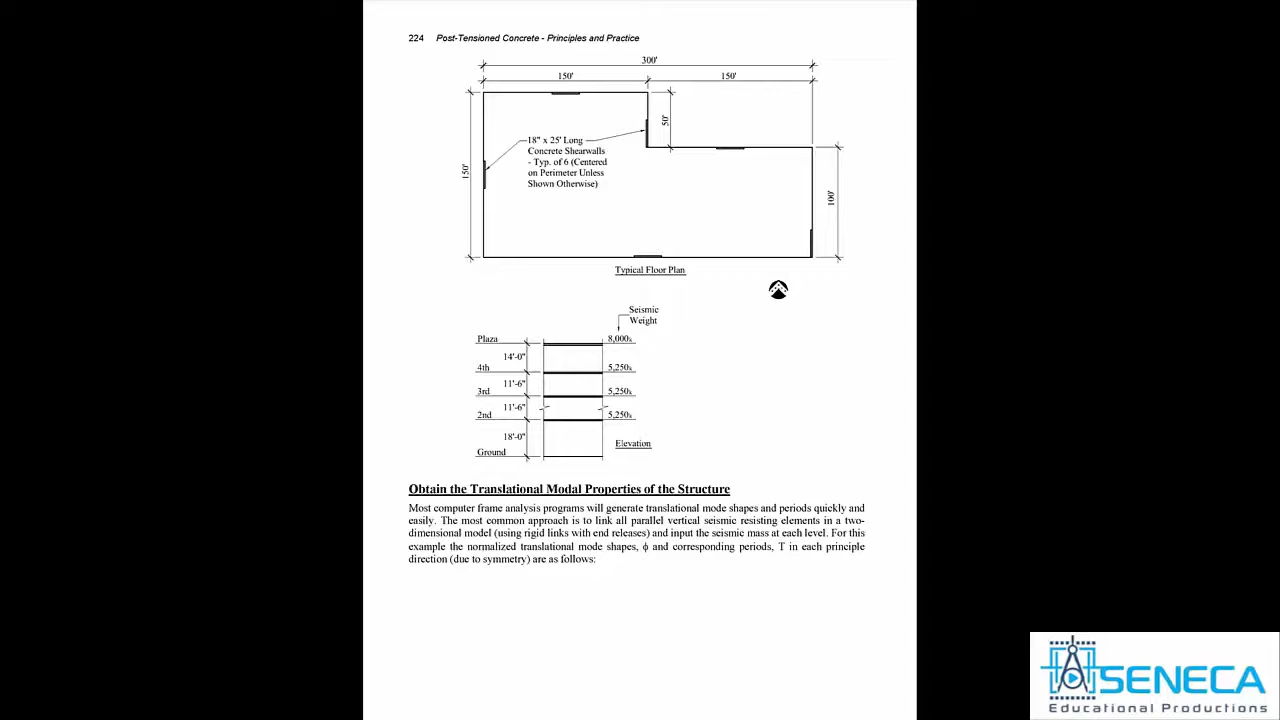 224 Post-Tensioned Concrete - Principles and Practice
300'
150'
150'
50'
18" x 25' Long
Concrete Shearwalls
- Typ. of 6 (Centered
on Perimeter Unless
Shown Otherwise)
150'
100'
Typical Floor Plan
Seismic
Weight
Plaza
8,000k
14'-0"
4th
5,250k
11'-6"
3rd
5,250k
11'-6"
2nd
5,250k
18'-0"
Elevation
Ground
Obtain the Translational Modal Properties of the Structure
Most computer frame analysis programs will generate translational mode shapes and periods quickly and
easily. The most common approach is to link all parallel vertical seismic resisting elements in a two-
dimensional model (using rigid links with end releases) and input the seismic mass at each level. For this
example the normalized translational mode shapes, ϕ and corresponding periods, T in each principle
direction (due to symmetry) are as follows:
SENECA
Educational Productions